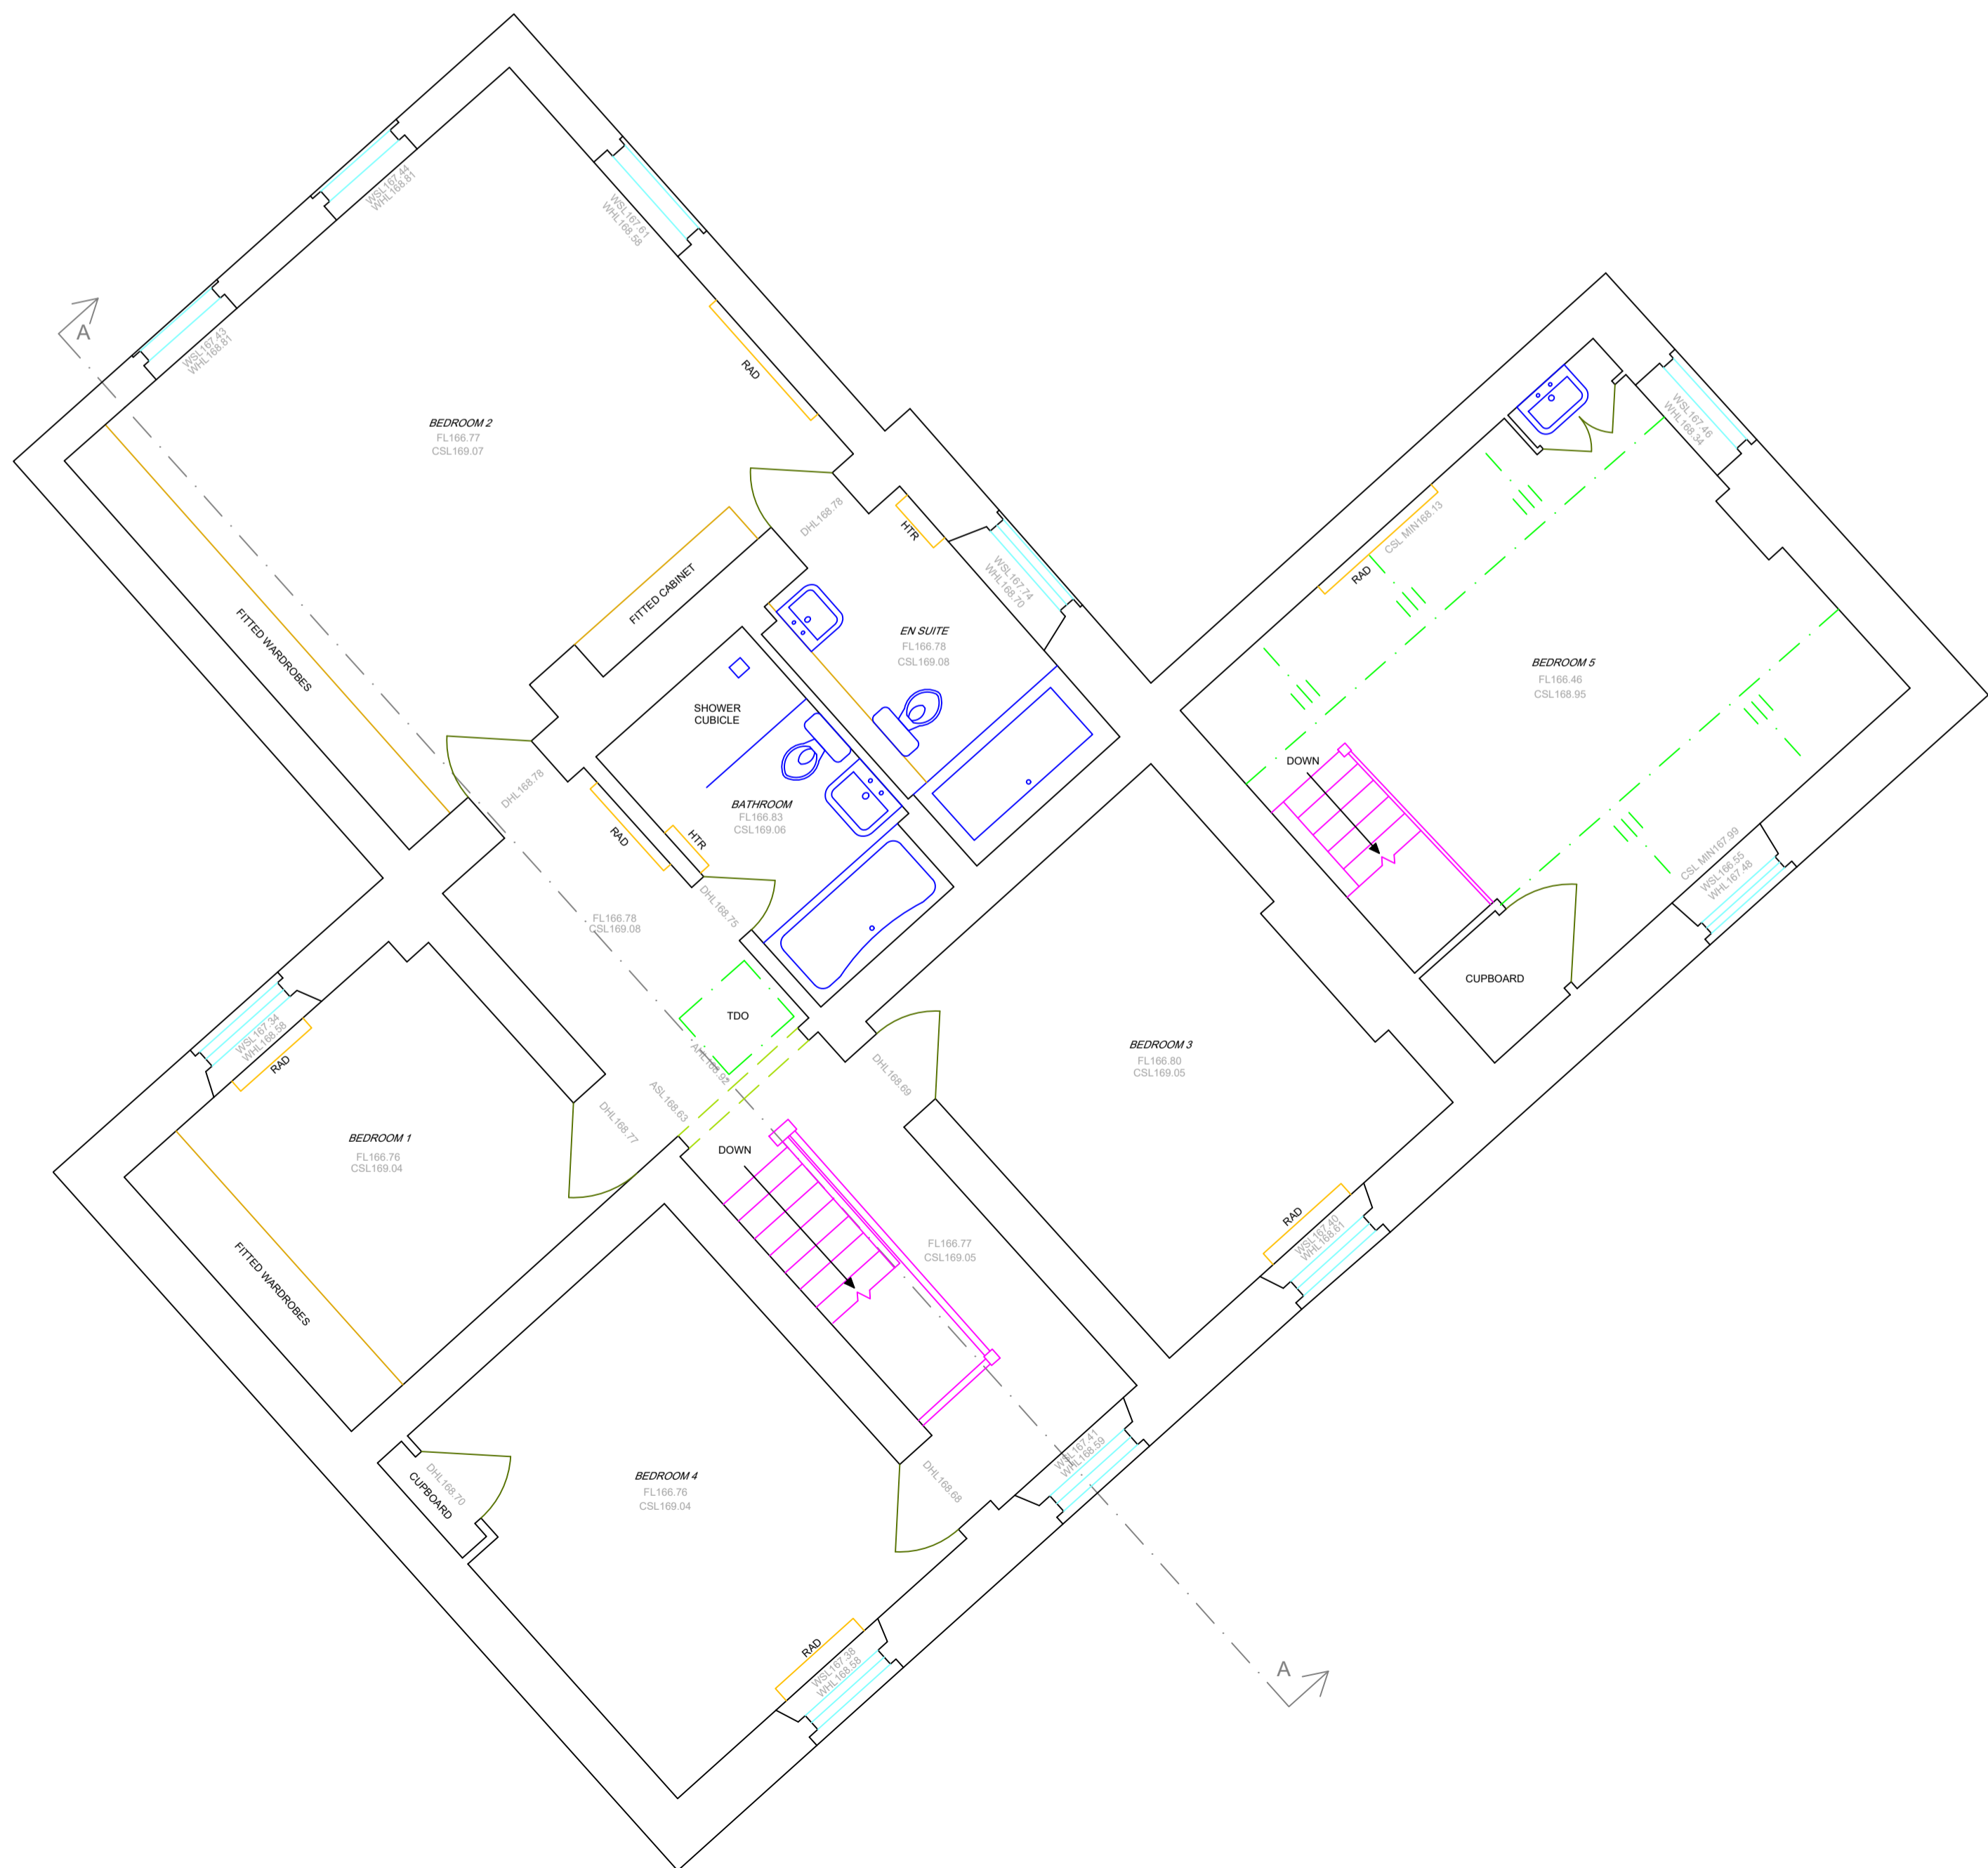 WSL167.44
WHL168.81
WSL167.61
WHL168.58
A
WSL167.43
WHL168.81
RAD
BEDROOM 2
FL166.77
CSL169.07
DHL168.78
HTR
WSL167.74
WHL168.70
FITTED CABINET
FITTED WARDROBES
EN SUITE
FL166.78
CSL169.08
SHOWER
CUBICLE
DHL168.78
BATHROOM
FL166.83
CSL169.06
RAD
HTR
DHL168.75
FL166.78
CSL169.08
WSL167.46
WHL168.34
CSL MIN168.13
RAD
BEDROOM 5
FL166.46
CSL168.95
DOWN
CSL MIN167.99
WSL166.55
WHL167.48
CUPBOARD
TDO
AHL168.92
ASL168.63
DHL168.69
BEDROOM 3
FL166.80
CSL169.05
WSL167.34
WHL168.58
RAD
BEDROOM 1
FL166.76
CSL169.04
DHL168.77
DOWN
FITTED WARDROBES
FL166.77
CSL169.05
RAD
WSL167.40
WHL168.61
WSL167.41
WHL168.59
DHL168.70
CUPBOARD
BEDROOM 4
FL166.76
CSL169.04
DHL168.68
RAD
WSL167.38
WHL168.58
A